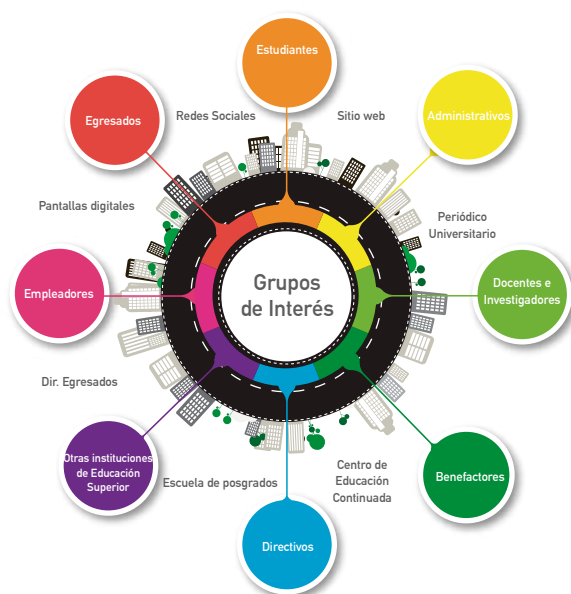 Estudiantes
Redes Sociales
Sitio web
Egresados
Administrativos
Pantallas digitales
Periódico
Universitario
Grupos
de Interés
Empleadores
Docentes e
Investigadores
Dir. Egresados
Otras instituciones
de Educación
Superior
Escuela de posgrados
Centro de
Educación
Continuada
Benefactores
Directivos